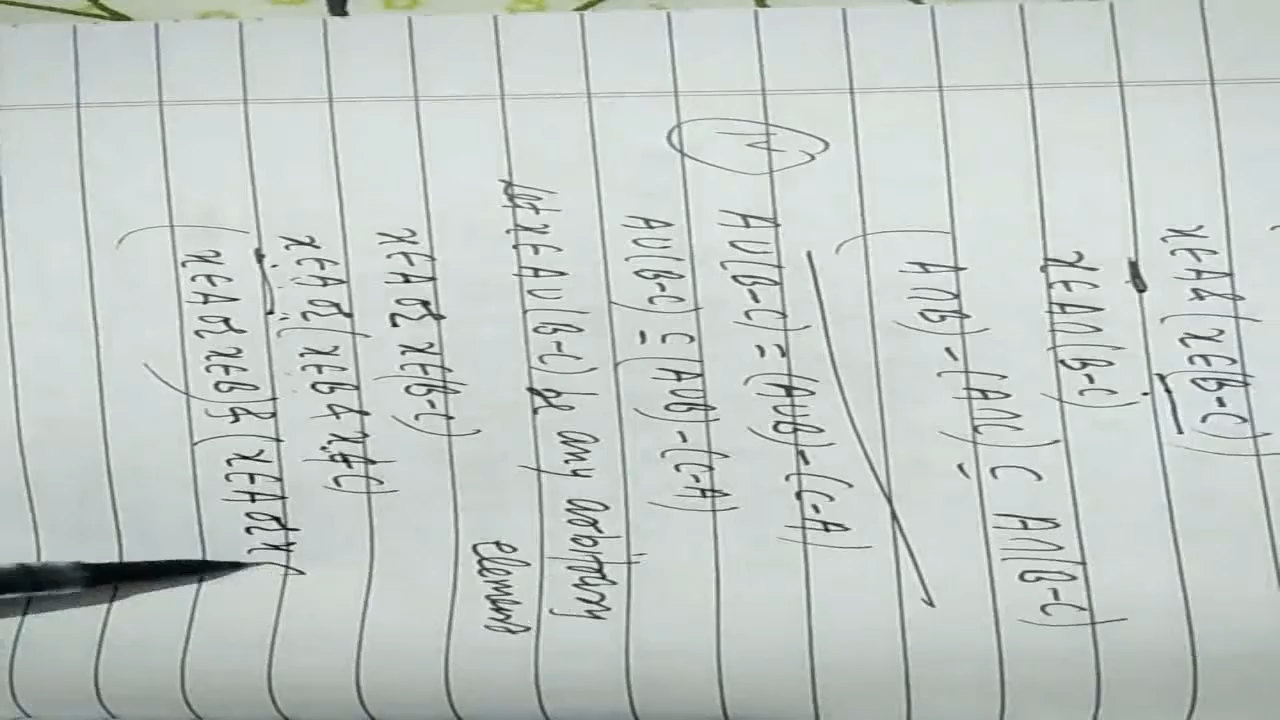 x∈A & (x∈(B-C)
x∈A∩(B-C)
(A∩B)-(A∩C) ⊆ A∩(B-C)
iv
A∪(B-C) = (A∪B)-(C-A)
A∪(B-C) ⊆ (A∪B)-(C-A)
let x∈A∪(B-C) be any arbitrary
element
x∈A or x∈(B-C)
x∈A or (x∈B & x∉C)
(x∈A or x∈B) & (x∈A or x